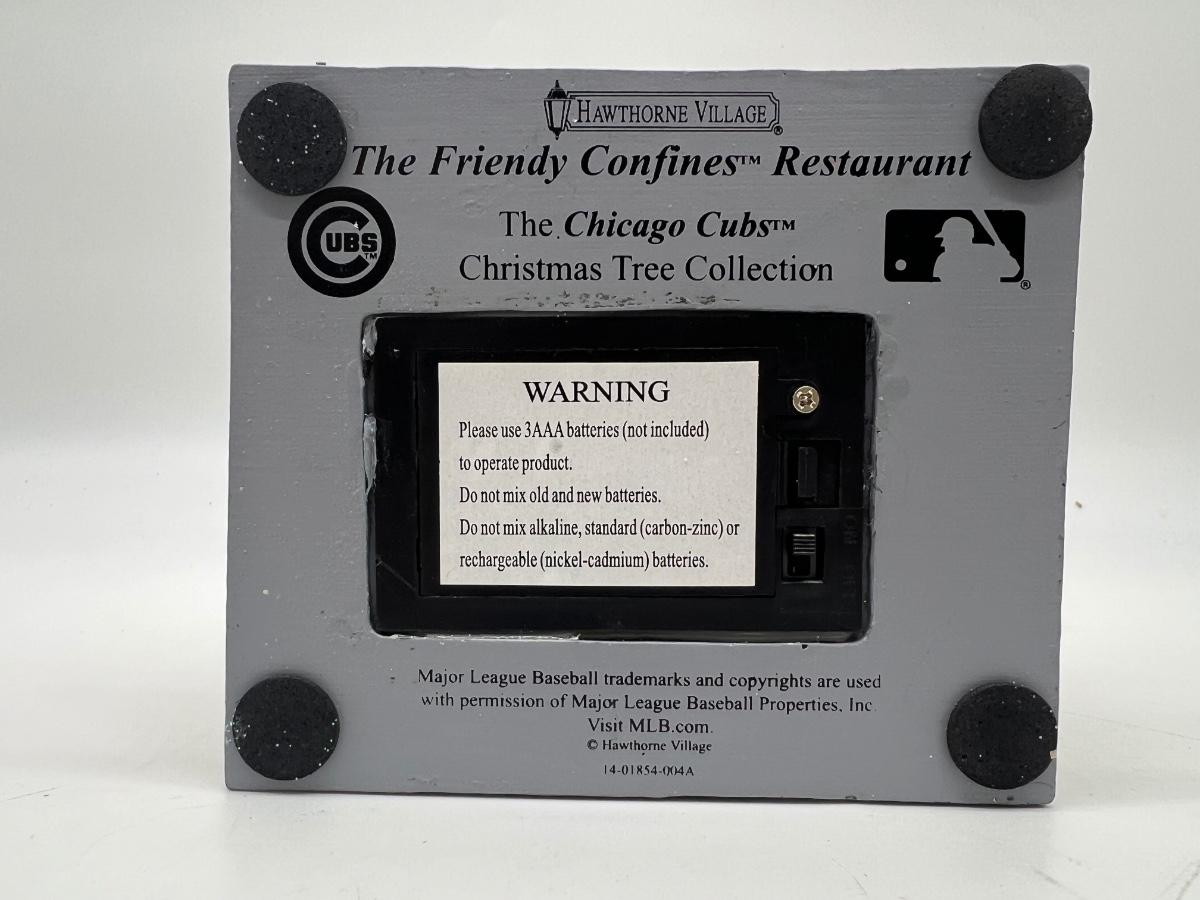 HAWTHORNE VILLAGE®
The Friendy Confines™ Restaurant
The Chicago Cubs™
Christmas Tree Collection
CUBS™
®
WARNING
Please use 3AAA batteries (not included)
to operate product.
Do not mix old and new batteries.
Do not mix alkaline, standard (carbon-zinc) or
rechargeable (nickel-cadmium) batteries.
Major League Baseball trademarks and copyrights are used
with permission of Major League Baseball Properties, Inc.
Visit MLB.com.
© Hawthorne Village
14-01854-004A